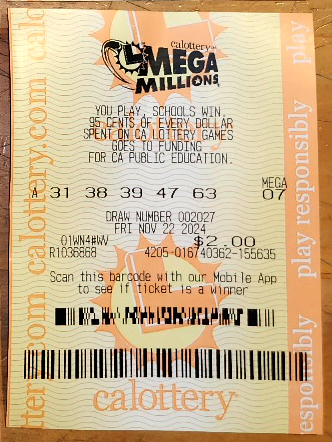 calottery
MEGA
MILLIONS
YOU PLAY, SCHOOLS WIN.
95 CENTS OF EVERY DOLLAR
SPENT ON CA LOTTERY GAMES
GOES TO FUNDING
FOR CA PUBLIC EDUCATION.
MEGA
A 31 38 39 47 63 07
DRAW NUMBER 002027
FRI NOV 22 2024
$2.00
R1036868 4205-016740362-155635
Scan this barcode with our Mobile App
to see if ticket is a winner
calottery
calottery.com
play responsibly
play